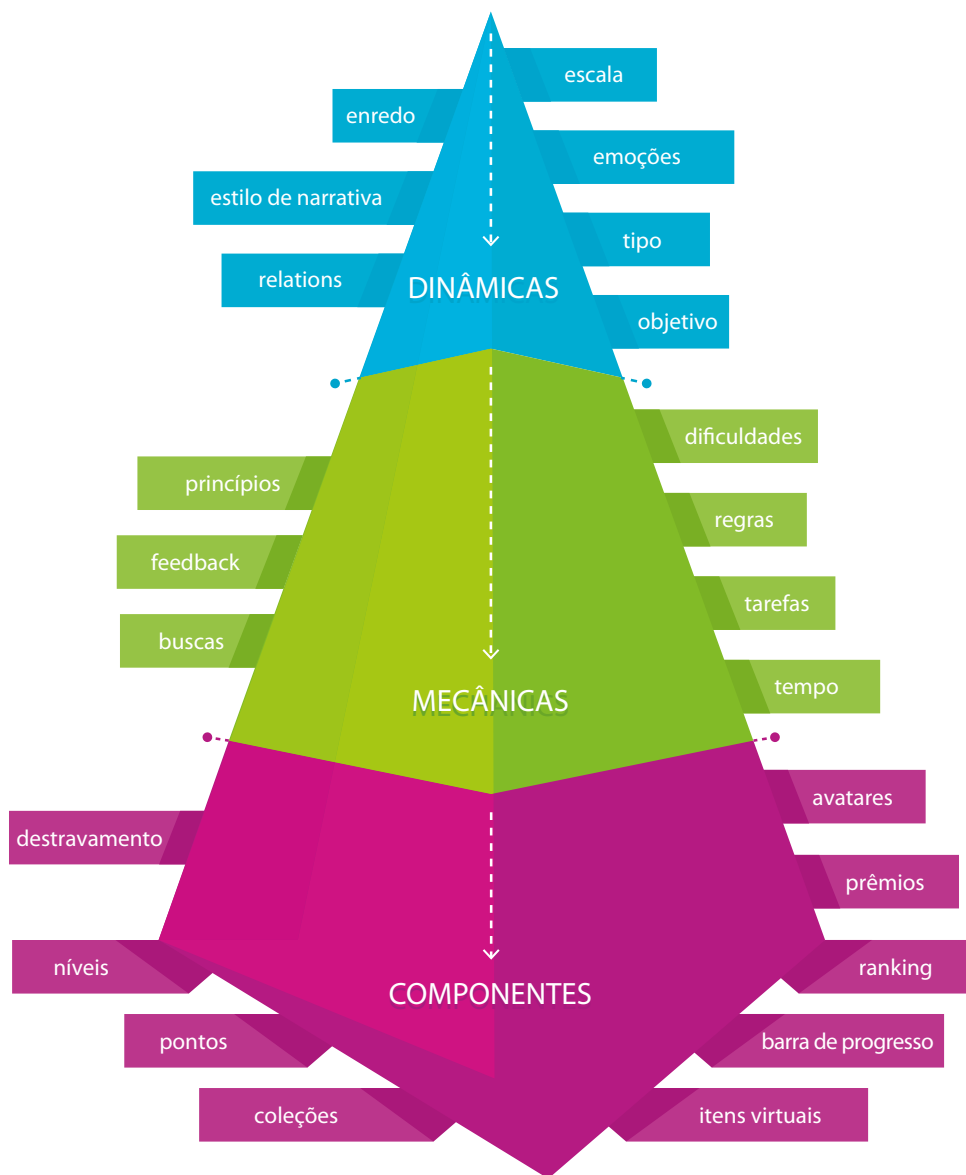 escala
enredo
emoções
estilo de narrativa
tipo
relations
DINÂMICAS
objetivo
dificuldades
princípios
regras
feedback
tarefas
buscas
tempo
MECÂNICAS
avatares
destravamento
prêmios
níveis
ranking
COMPONENTES
pontos
barra de progresso
coleções
itens virtuais